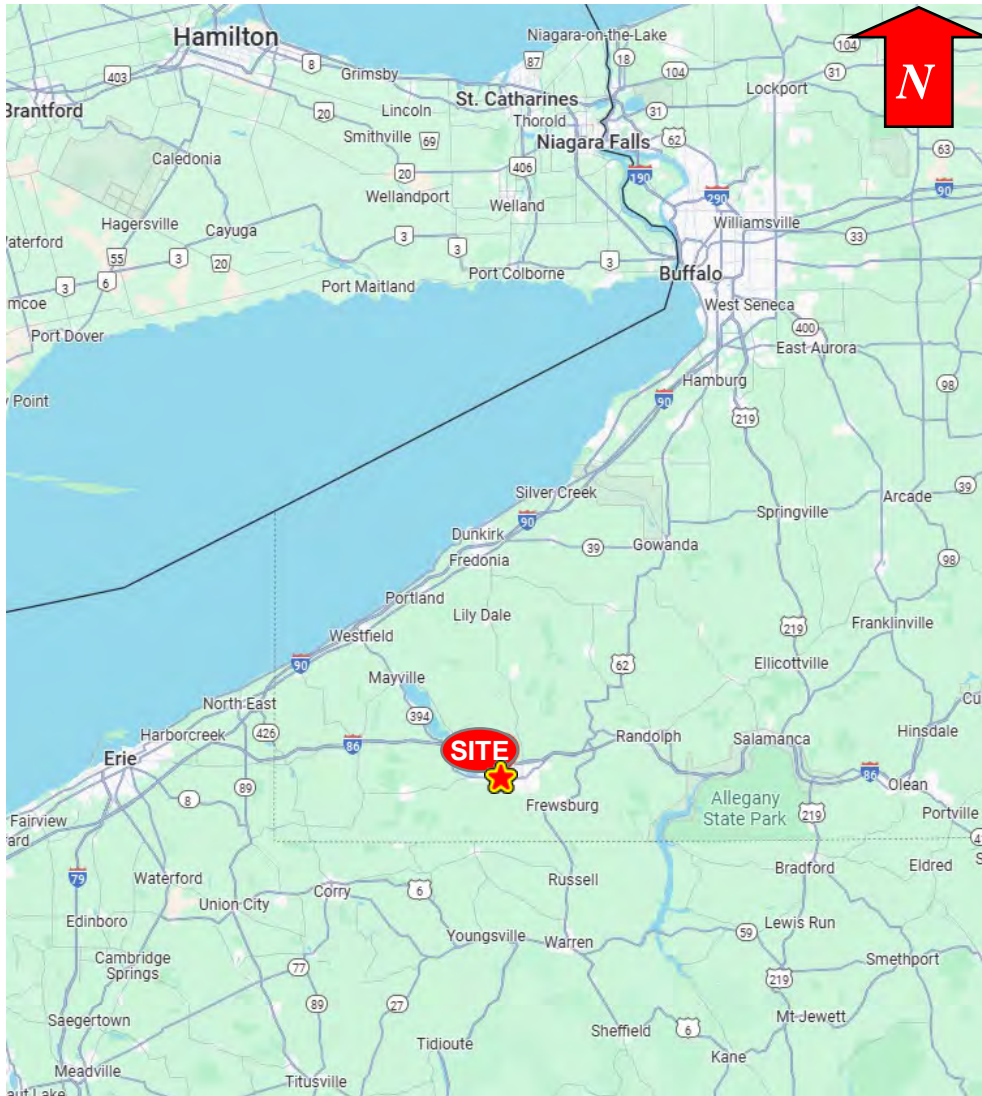 Hamilton
Niagara-on-the-Lake
104
87
18
8
Grimsby
104
31
403
Lockport
Brantford
Lincoln
St. Catharines
31
N
20
Thorold
Smithville
69
Niagara Falls
62
63
Caledonia
20
406
190
90
Wellandport
Welland
290
Hagersville
Cayuga
3
Williamsville
aterford
55
3
20
3
33
3
6
Port Maitland
Port Colborne
3
Buffalo
mcoe
West Seneca
Port Dover
400
East Aurora
Hamburg
98
y Point
90
219
Silver Creek
39
Arcade
90
Springville
Dunkirk
39
Gowanda
Fredonia
98
Portland
Lily Dale
Franklinville
Westfield
219
90
62
Ellicottville
Mayville
Cu
North East
394
Hinsdale
Harborcreek
426
86
SITE
Randolph
Salamanca
Erie
86
Olean
89
8
Frewsburg
Allegany
State Park
219
Portville
Fairview
ard
Bradford
Eldred
S
79
Waterford
Corry
6
Russell
Union City
Edinboro
Youngsville
Warren
59
Lewis Run
Cambridge
Springs
77
Smethport
219
89
27
Saegertown
Sheffield
6
Mt Jewett
Tidioute
Kane
Meadville
Titusville
aut Lake